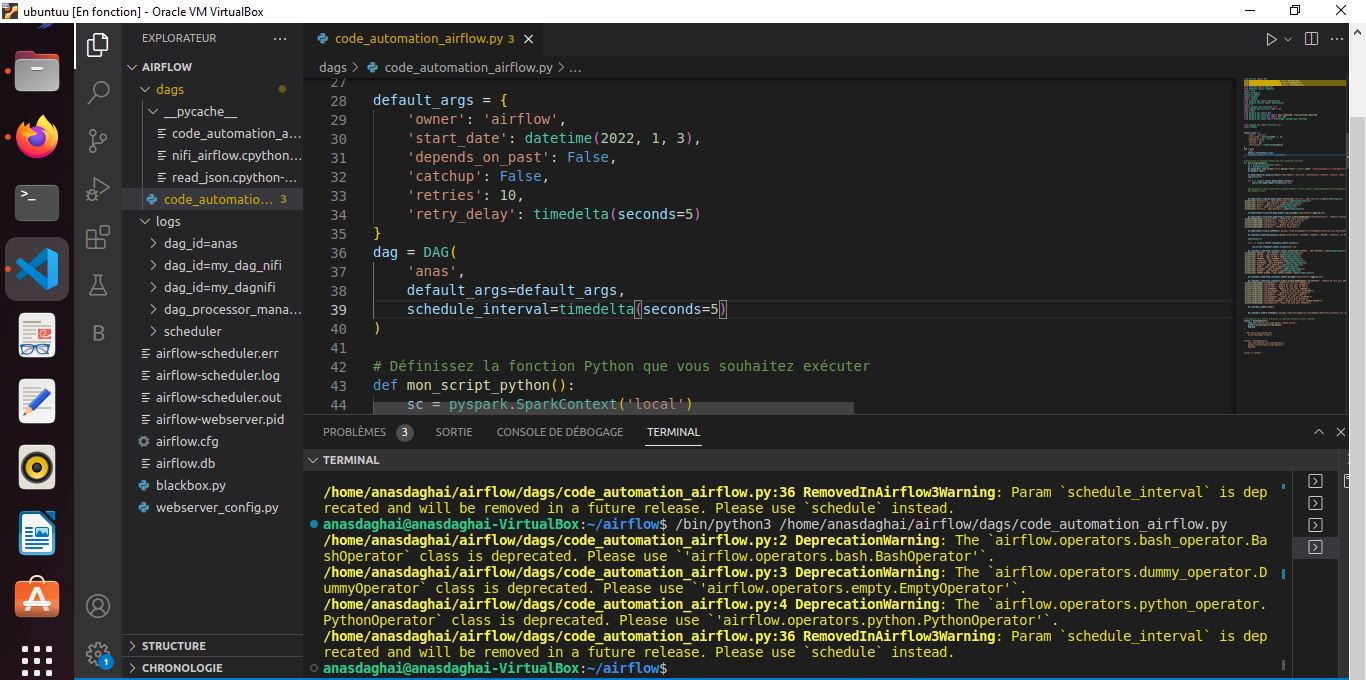 ubuntuu [En fonction] - Oracle VM VirtualBox
EXPLORATEUR
AIRFLOW
dags
__pycache__
code_automation_a...
nifi_airflow.cpython...
read_json.cpython-...
code_automatio... 3
logs
dag_id=anas
dag_id=my_dag_nifi
dag_id=my_dagnifi
dag_processor_mana...
scheduler
airflow-scheduler.err
airflow-scheduler.log
airflow-scheduler.out
airflow-webserver.pid
airflow.cfg
airflow.db
blackbox.py
webserver_config.py
STRUCTURE
CHRONOLOGIE
1
code_automation_airflow.py 3
dags > code_automation_airflow.py > ...
27
28 default_args = {
29 'owner': 'airflow',
30 'start_date': datetime(2022, 1, 3),
31 'depends_on_past': False,
32 'catchup': False,
33 'retries': 10,
34 'retry_delay': timedelta(seconds=5)
35 }
36 dag = DAG(
37 'anas',
38 default_args=default_args,
39 schedule_interval=timedelta(seconds=5)
40 )
41
42 # Définissez la fonction Python que vous souhaitez exécuter
43 def mon_script_python():
44 sc = pyspark.SparkContext('local')
PROBLÈMES 3 SORTIE CONSOLE DE DÉBOGAGE TERMINAL
TERMINAL
/home/anasdaghai/airflow/dags/code_automation_airflow.py:36 RemovedInAirflow3Warning: Param `schedule_interval` is dep
recated and will be removed in a future release. Please use `schedule` instead.
anasdaghai@anasdaghai-VirtualBox:~/airflow$ /bin/python3 /home/anasdaghai/airflow/dags/code_automation_airflow.py
/home/anasdaghai/airflow/dags/code_automation_airflow.py:2 DeprecationWarning: The `airflow.operators.bash_operator.Ba
shOperator` class is deprecated. Please use `'airflow.operators.bash.BashOperator'`.
/home/anasdaghai/airflow/dags/code_automation_airflow.py:3 DeprecationWarning: The `airflow.operators.dummy_operator.D
ummyOperator` class is deprecated. Please use `'airflow.operators.empty.EmptyOperator'`.
/home/anasdaghai/airflow/dags/code_automation_airflow.py:4 DeprecationWarning: The `airflow.operators.python_operator.
PythonOperator` class is deprecated. Please use `'airflow.operators.python.PythonOperator'`.
/home/anasdaghai/airflow/dags/code_automation_airflow.py:36 RemovedInAirflow3Warning: Param `schedule_interval` is dep
recated and will be removed in a future release. Please use `schedule` instead.
anasdaghai@anasdaghai-VirtualBox:~/airflow$